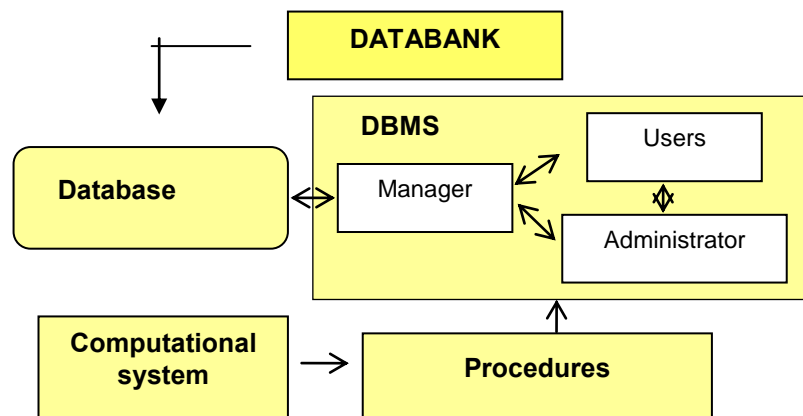 DATABANK
DBMS
Users
Database
Manager
Administrator
Computational
system
Procedures